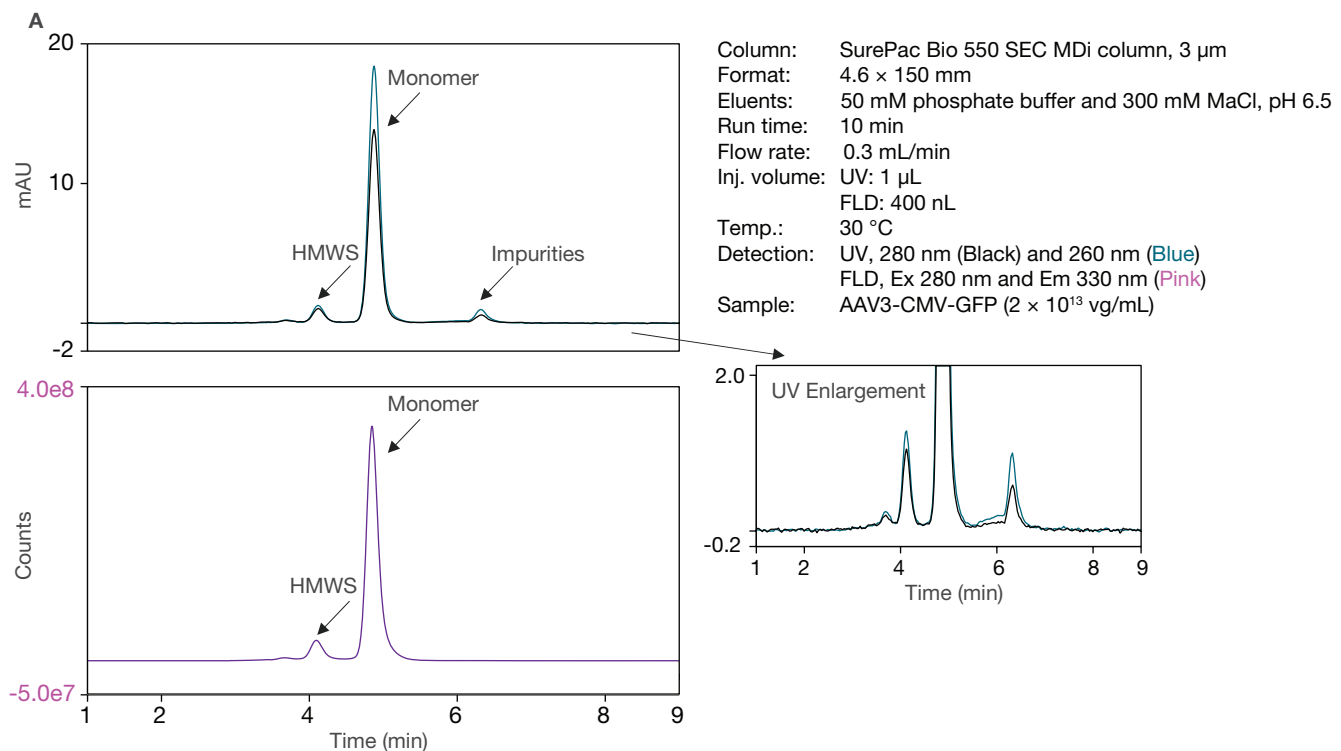 A
20
10
-2
mAU
Monomer
HMWS
Impurities
4.0e8
-5.0e7
Counts
Monomer
HMWS
1 2 4 6 8 9
Time (min)
Column: SurePac Bio 550 SEC MDi column, 3 µm
Format: 4.6 × 150 mm
Eluents: 50 mM phosphate buffer and 300 mM MaCl, pH 6.5
Run time: 10 min
Flow rate: 0.3 mL/min
Inj. volume: UV: 1 µL
FLD: 400 nL
Temp.: 30 °C
Detection: UV, 280 nm (Black) and 260 nm (Blue)
FLD, Ex 280 nm and Em 330 nm (Pink)
Sample: AAV3-CMV-GFP (2 × 10¹³ vg/mL)
2.0
UV Enlargement
-0.2
1 2 4 6 8 9
Time (min)